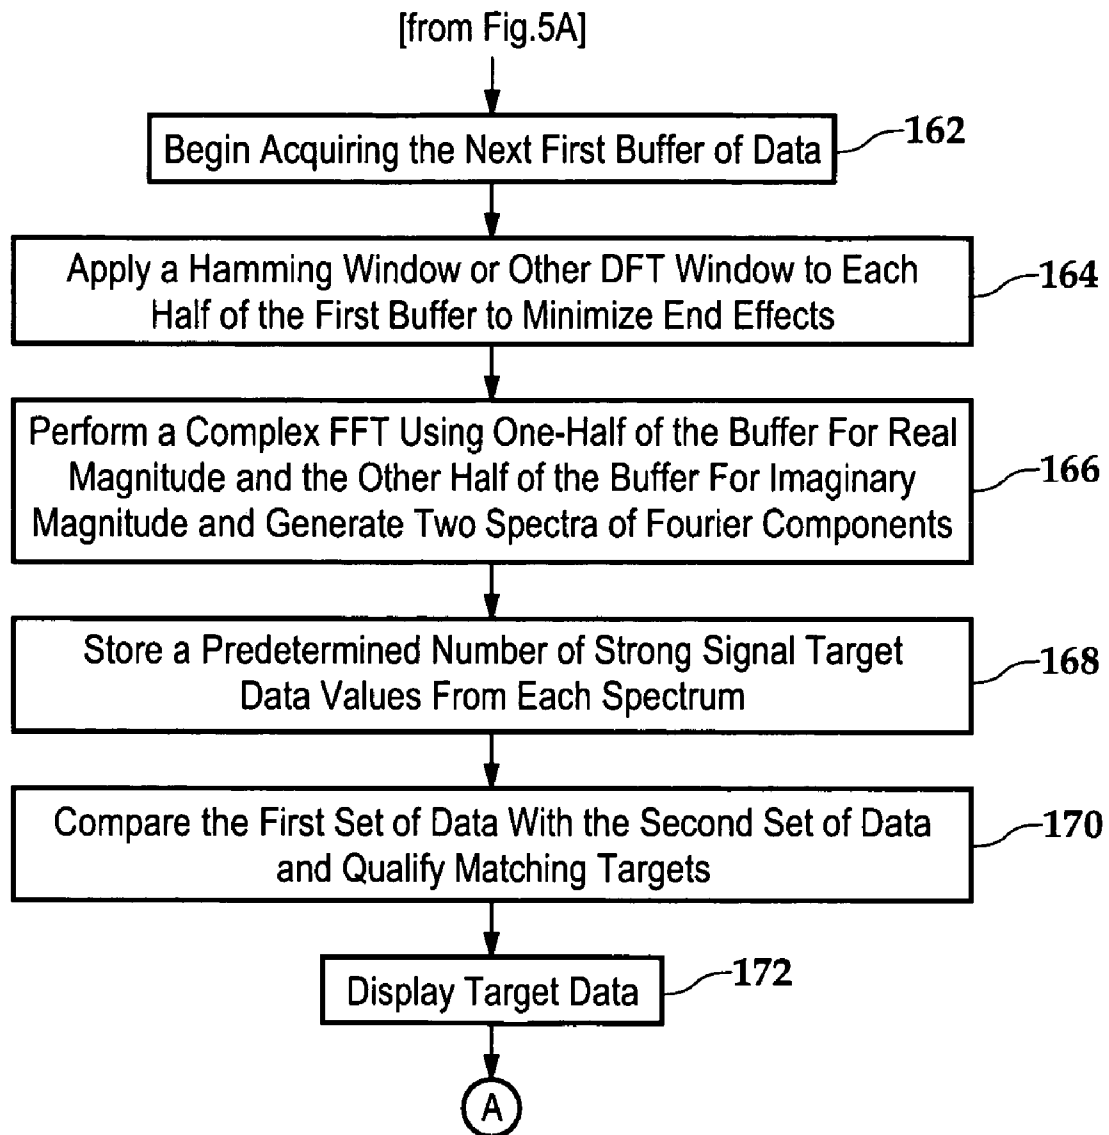 [from Fig.5A]
Begin Acquiring the Next First Buffer of Data
162
Apply a Hamming Window or Other DFT Window to Each
Half of the First Buffer to Minimize End Effects
164
Perform a Complex FFT Using One-Half of the Buffer For Real
Magnitude and the Other Half of the Buffer For Imaginary
Magnitude and Generate Two Spectra of Fourier Components
166
Store a Predetermined Number of Strong Signal Target
Data Values From Each Spectrum
168
Compare the First Set of Data With the Second Set of Data
and Qualify Matching Targets
170
Display Target Data
172
A